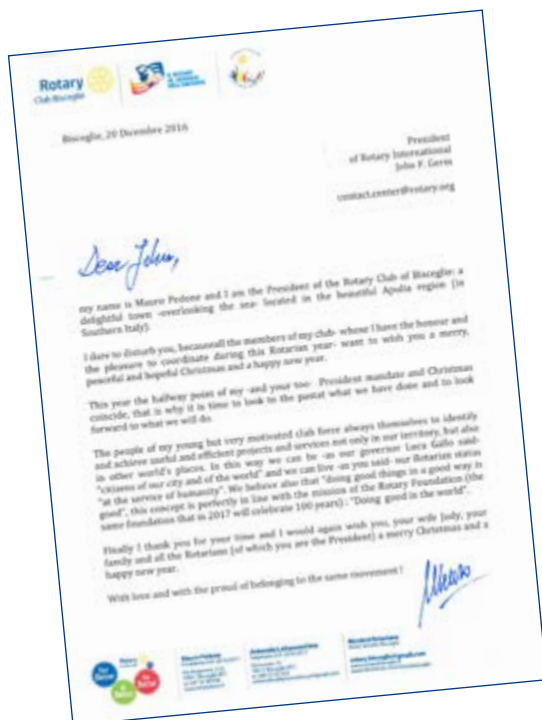 Rotary
Club Bisceglie
Bisceglie, 20 Dicembre 2016
President
of Rotary International
John F. Germ
contact.center@rotary.org
Dear John,
my name is Mauro Pedone and I am the President of the Rotary Club of Bisceglie: a
delightful town -overlooking the sea- located in the beautiful Apulia region (in
Southern Italy).
I dare to disturb you, becauseall the members of my club- whose I have the honour and
the pleasure to coordinate during this Rotarian year- want to wish you a merry,
peaceful and hopeful Christmas and a happy new year.
This year the halfway point of my -and your too- President mandate and Christmas
coincide, that is why it is time to look to the pastat what we have done and to look
forward to what we will do.
The people of my young but very motivated club force always themselves to identify
and achieve useful and efficient projects and services not only in our territory, but also
in other world's places. In this way we can be -as our governor Luca Gallo said-
"citizens of our city and of the world" and we can live -as you said- our Rotarian status
"at the service of humanity". We believe also that "doing good things in a good way is
good", this concept is perfectly in line with the mission of the Rotary Foundation (the
same foundation that in 2017 will celebrate 100 years) : "Doing good in the world".
Finally I thank you for your time and I would again wish you, your wife Judy, your
family and all the Rotarians (of which you are the President) a merry Christmas and a
happy new year.
With love and with the proud of belonging to the same movement !
Mauro
Rotary
Mauro Pedone